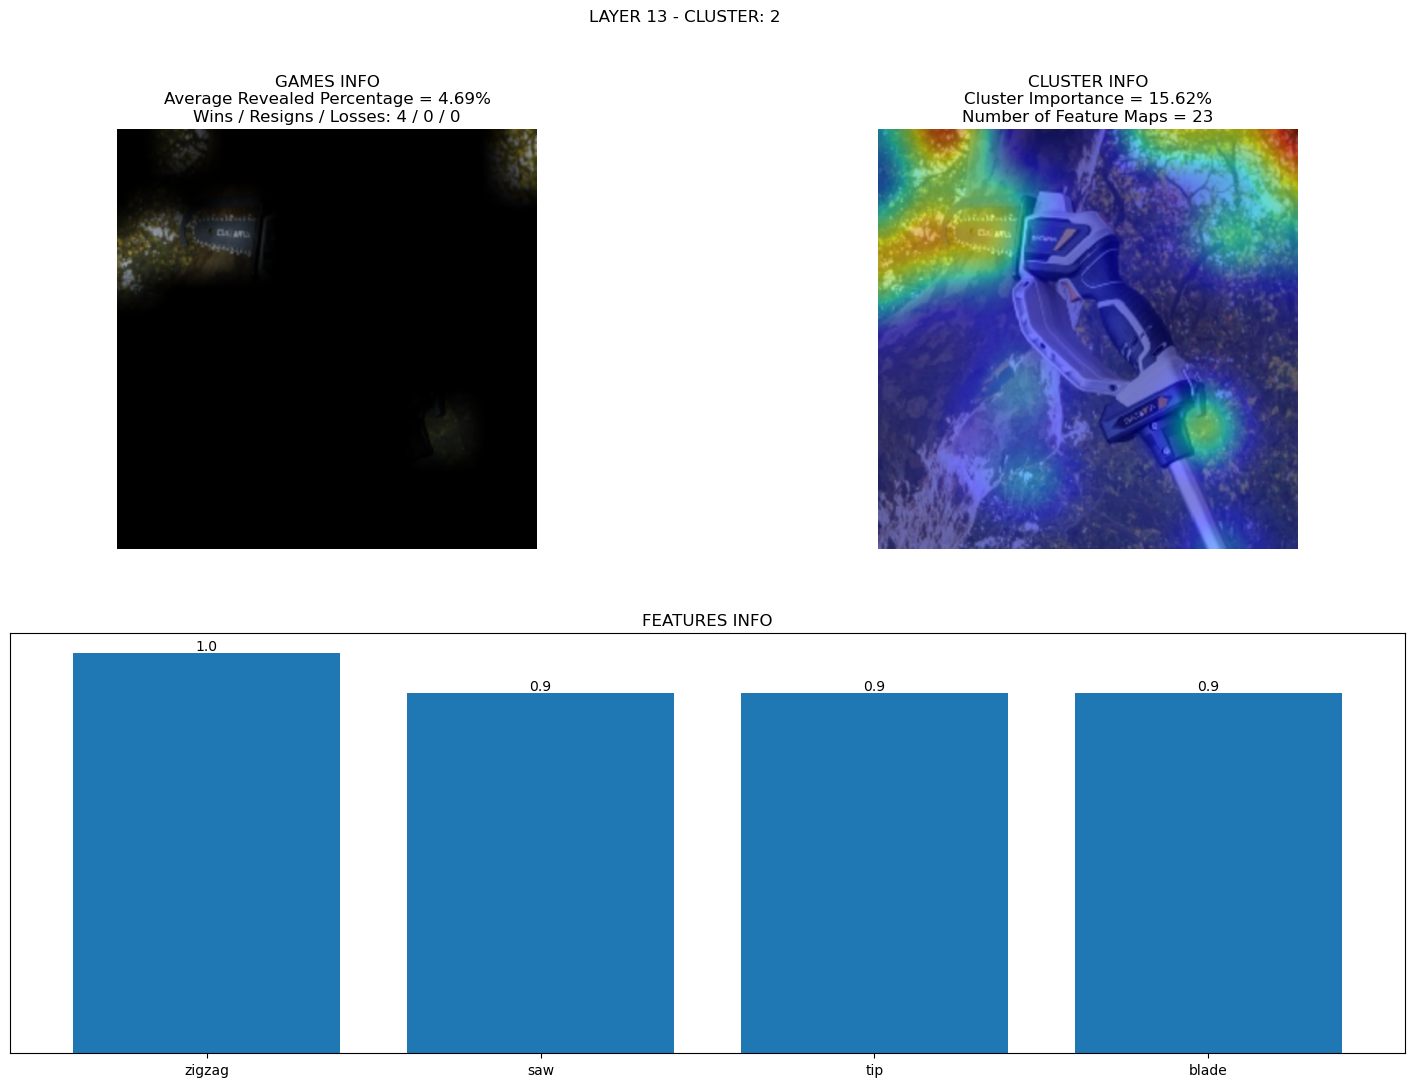 LAYER 13 - CLUSTER: 2
GAMES INFO
Average Revealed Percentage = 4.69%
Wins / Resigns / Losses: 4 / 0 / 0
CLUSTER INFO
Cluster Importance = 15.62%
Number of Feature Maps = 23
FEATURES INFO
1.0
0.9
0.9
0.9
zigzag
saw
tip
blade